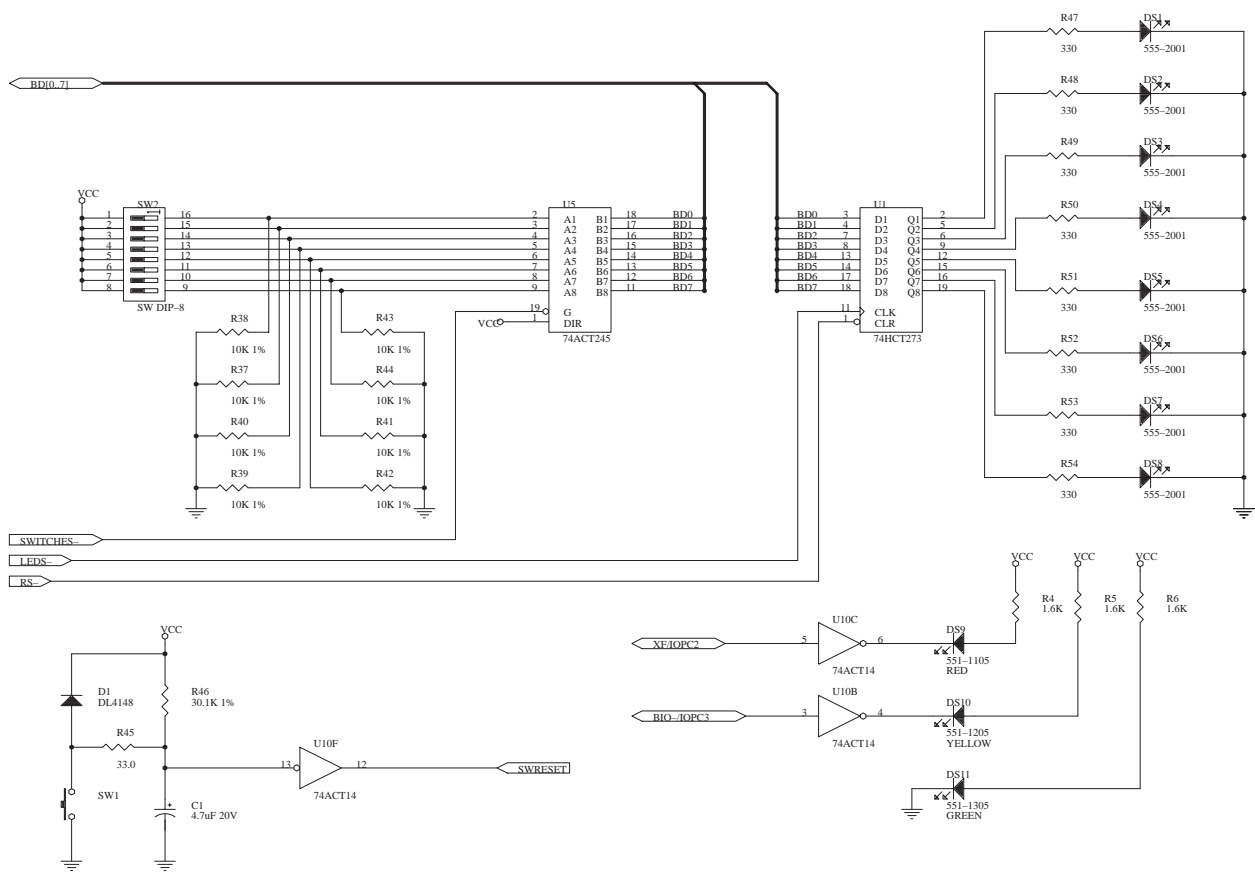 R47 DS1
330 555-2001
BD[0..7]
R48 DS2
330 555-2001
R49 DS3
330 555-2001
VCC
SW2 U5 U1
R50 DS4
330 555-2001
1 16 2 A1 B1 18 BD0 BD0 3 D1 Q1 2
2 15 3 A2 B2 17 BD1 BD1 4 D2 Q2 5
3 14 4 A3 B3 16 BD2 BD2 7 D3 Q3 6
4 13 5 A4 B4 15 BD3 BD3 8 D4 Q4 9
5 12 6 A5 B5 14 BD4 BD4 13 D5 Q5 12
6 11 7 A6 B6 13 BD5 BD5 14 D6 Q6 15
7 10 8 A7 B7 12 BD6 BD6 17 D7 Q7 16
8 9 9 A8 B8 11 BD7 BD7 18 D8 Q8 19
SW DIP-8
R51 DS5
330 555-2001
19 G 11 CLK
VCC 1 DIR 1 CLR
74ACT245 74HCT273
R38 R43
10K 1% 10K 1%
R52 DS6
330 555-2001
R37 R44
10K 1% 10K 1%
R53 DS7
330 555-2001
R40 R41
10K 1% 10K 1%
R54 DS8
330 555-2001
R39 R42
10K 1% 10K 1%
SWITCHES-
LEDS-
RS-
VCC VCC VCC
R4 R5 R6
1.6K 1.6K 1.6K
U10C
XF/IOPC2 5 6 DS9
74ACT14 551-1105
RED
U10B
BIO-/IOPC3 3 4 DS10
74ACT14 551-1205
YELLOW
DS11
551-1305
GREEN
VCC
D1 R46
DL4148 30.1K 1%
R45
33.0
U10F
13 12 SWRESET
74ACT14
SW1
C1
+
4.7uF 20V